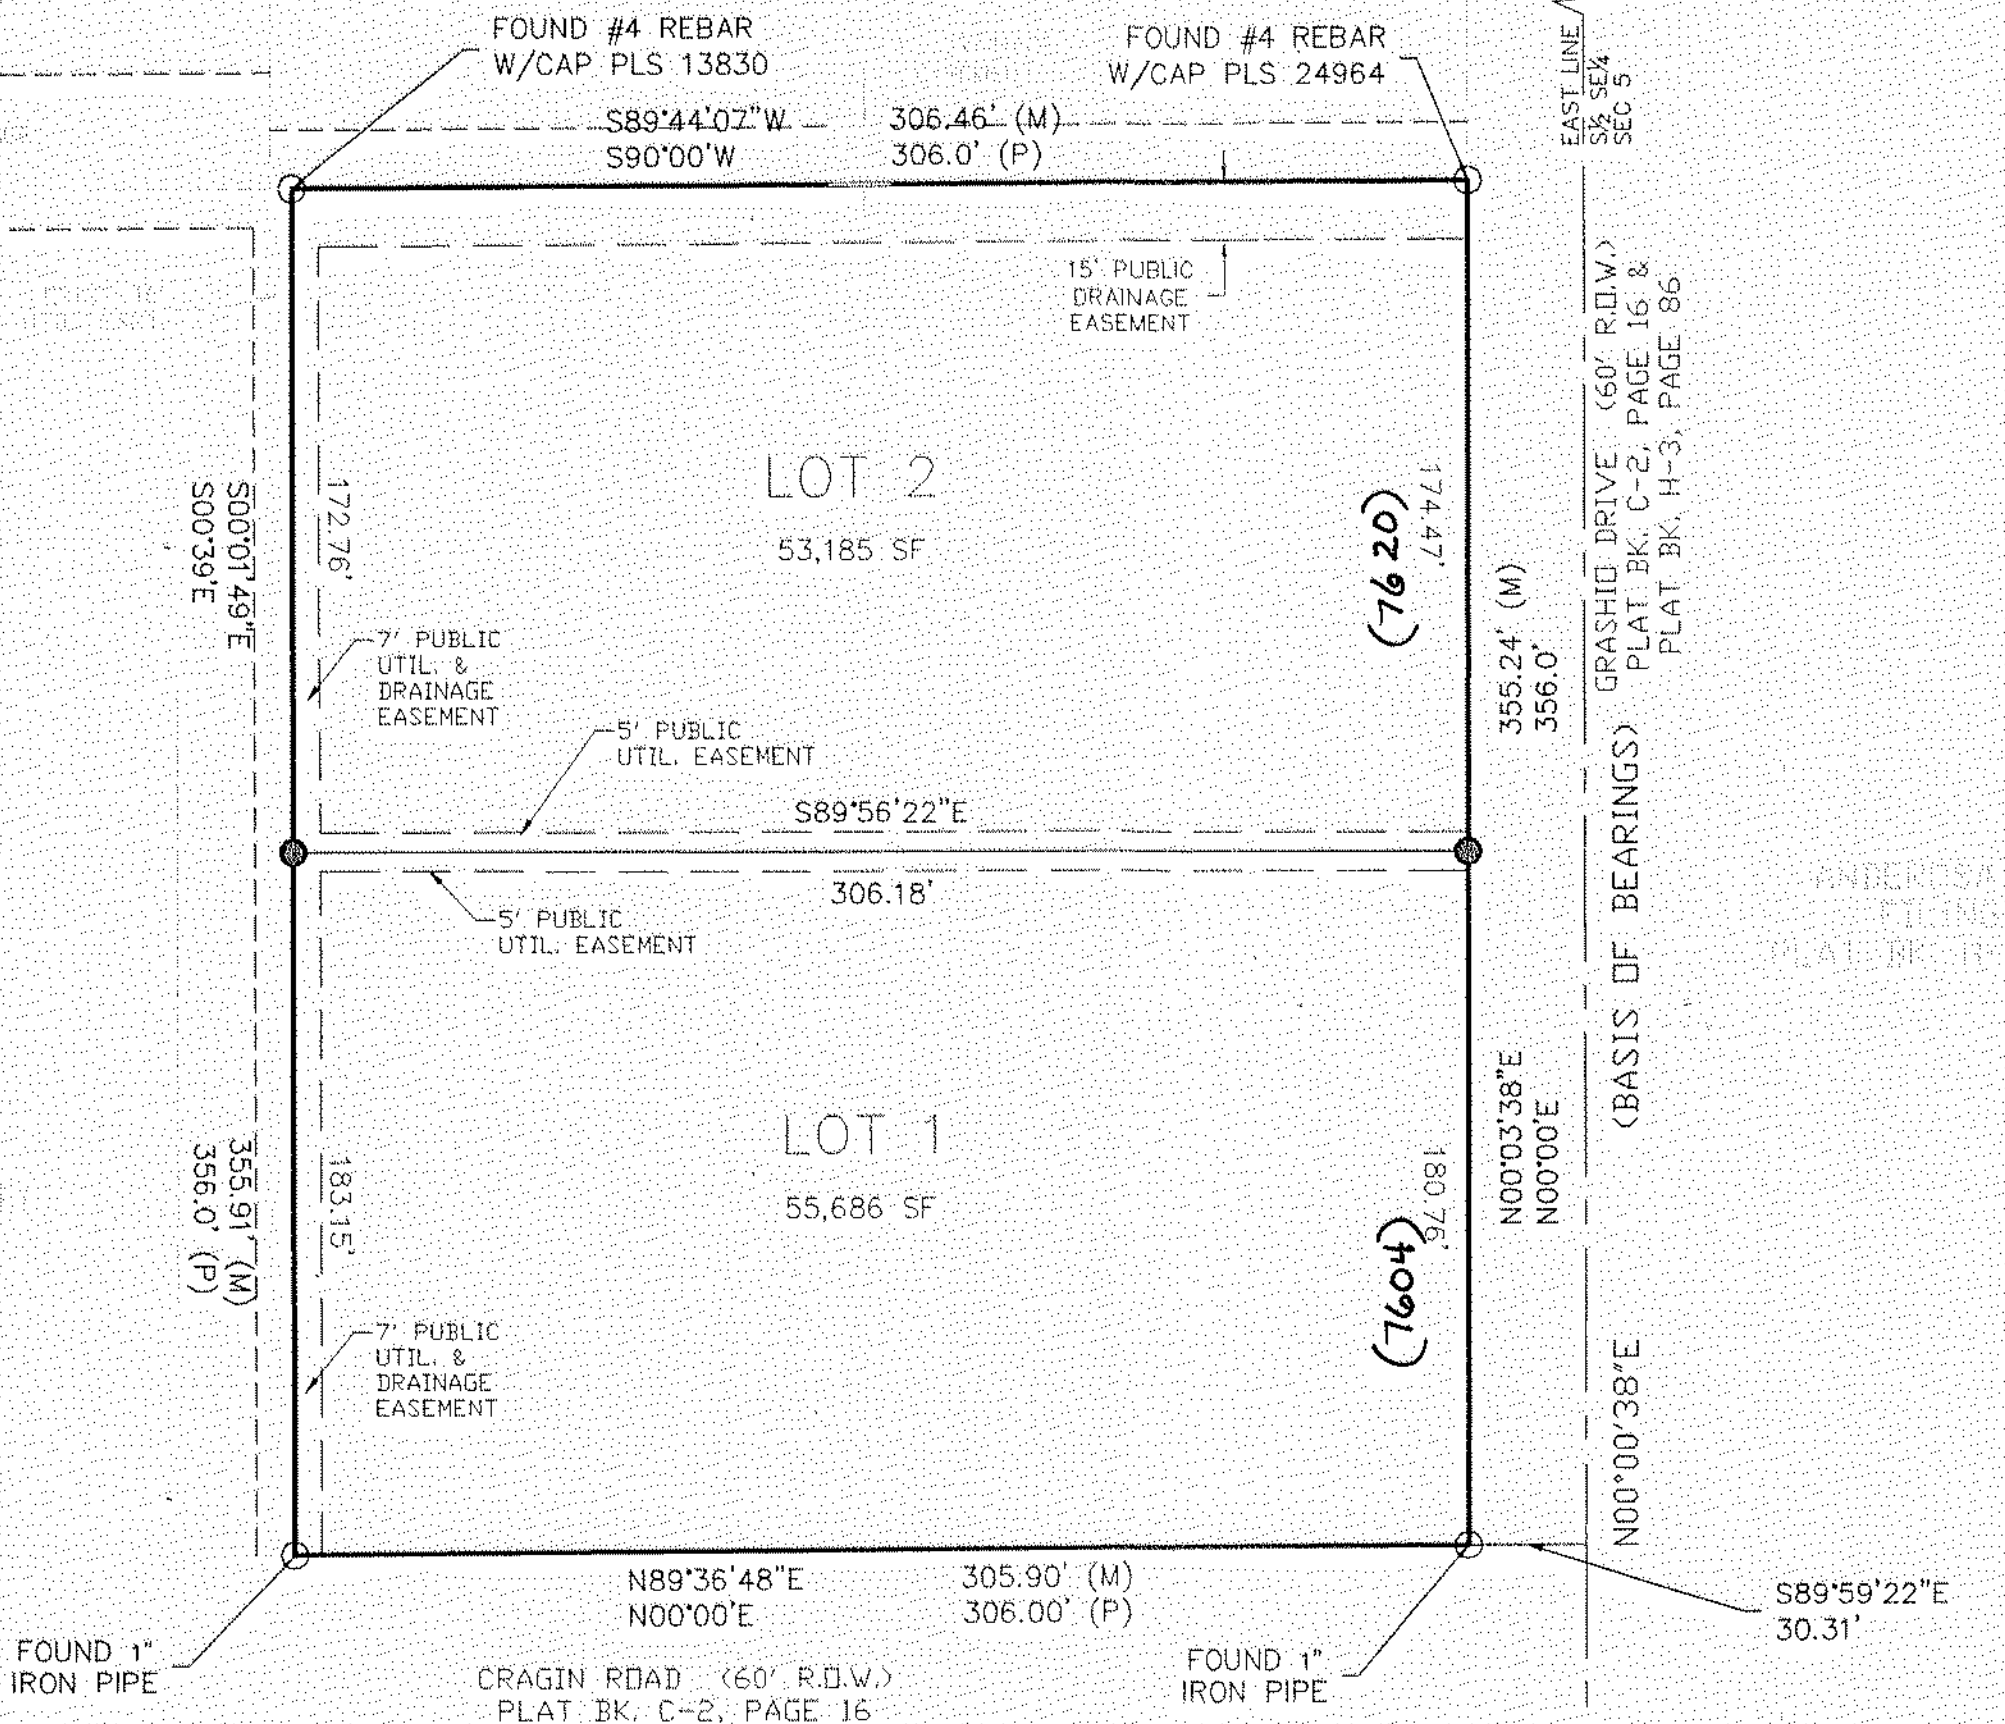 FOUND #4 REBAR
W/CAP PLS 13830
FOUND #4 REBAR
W/CAP PLS 24964
S89°44'07"W 306.46' (M)
S90°00'W 306.0' (P)
EAST LINE
S½ SE¼
SEC 5
15' PUBLIC
DRAINAGE
EASEMENT
GRASHIO DRIVE (60' R.O.W.)
PLAT BK. C-2, PAGE 16 &
PLAT BK. H-3, PAGE 86
LOT 2
53,185 SF
172.76'
174.47'
(7620)
S00°01'49"E
S00°39'E
355.24' (M)
356.0'
7' PUBLIC
UTIL. &
DRAINAGE
EASEMENT
5' PUBLIC
UTIL. EASEMENT
S89°56'22"E
306.18'
5' PUBLIC
UTIL. EASEMENT
(BASIS OF BEARINGS)
LOT 1
55,686 SF
183.15'
180.76'
(7604)
355.91' (M)
356.0' (P)
N00°03'38"E
N00°00'E
7' PUBLIC
UTIL. &
DRAINAGE
EASEMENT
N00°00'38"E
N89°36'48"E 305.90' (M)
N00°00'E 306.00' (P)
S89°59'22"E
30.31'
FOUND 1"
IRON PIPE
FOUND 1"
IRON PIPE
CRAGIN ROAD (60' R.O.W.)
PLAT BK. C-2, PAGE 16